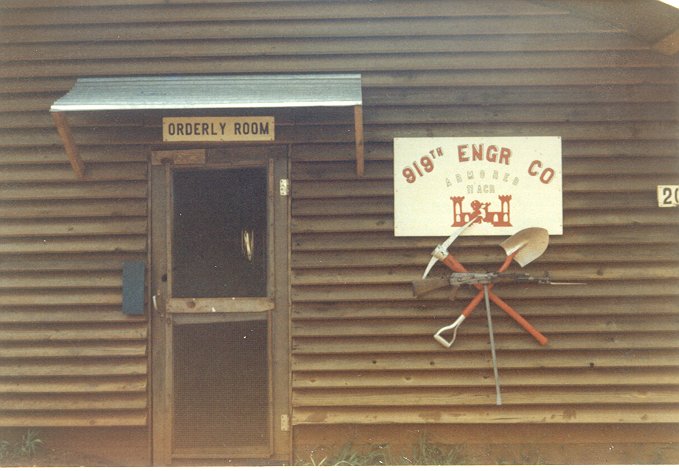 ORDERLY ROOM
919TH ENGR CO
ARMORED
11 ACR
20